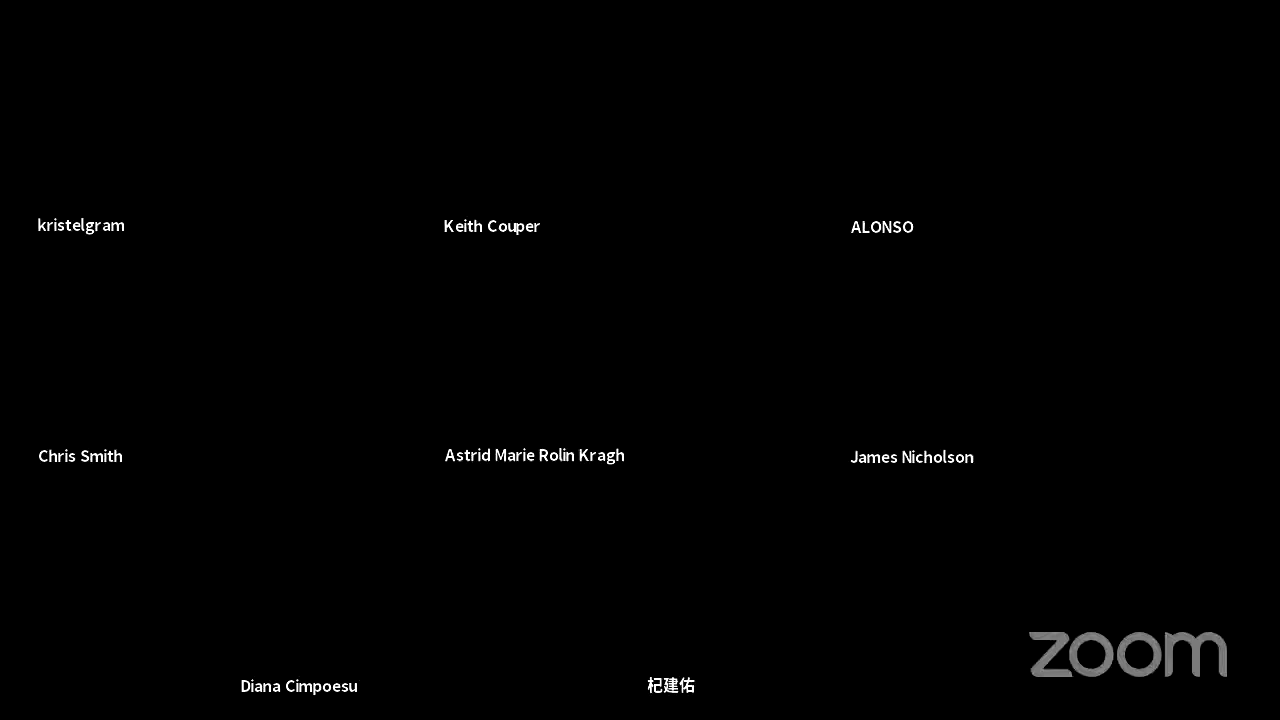 kristelgram
Keith Couper
ALONSO
Chris Smith
Astrid Marie Rolin Kragh
James Nicholson
Diana Cimpoesu
杞建佑
zoom